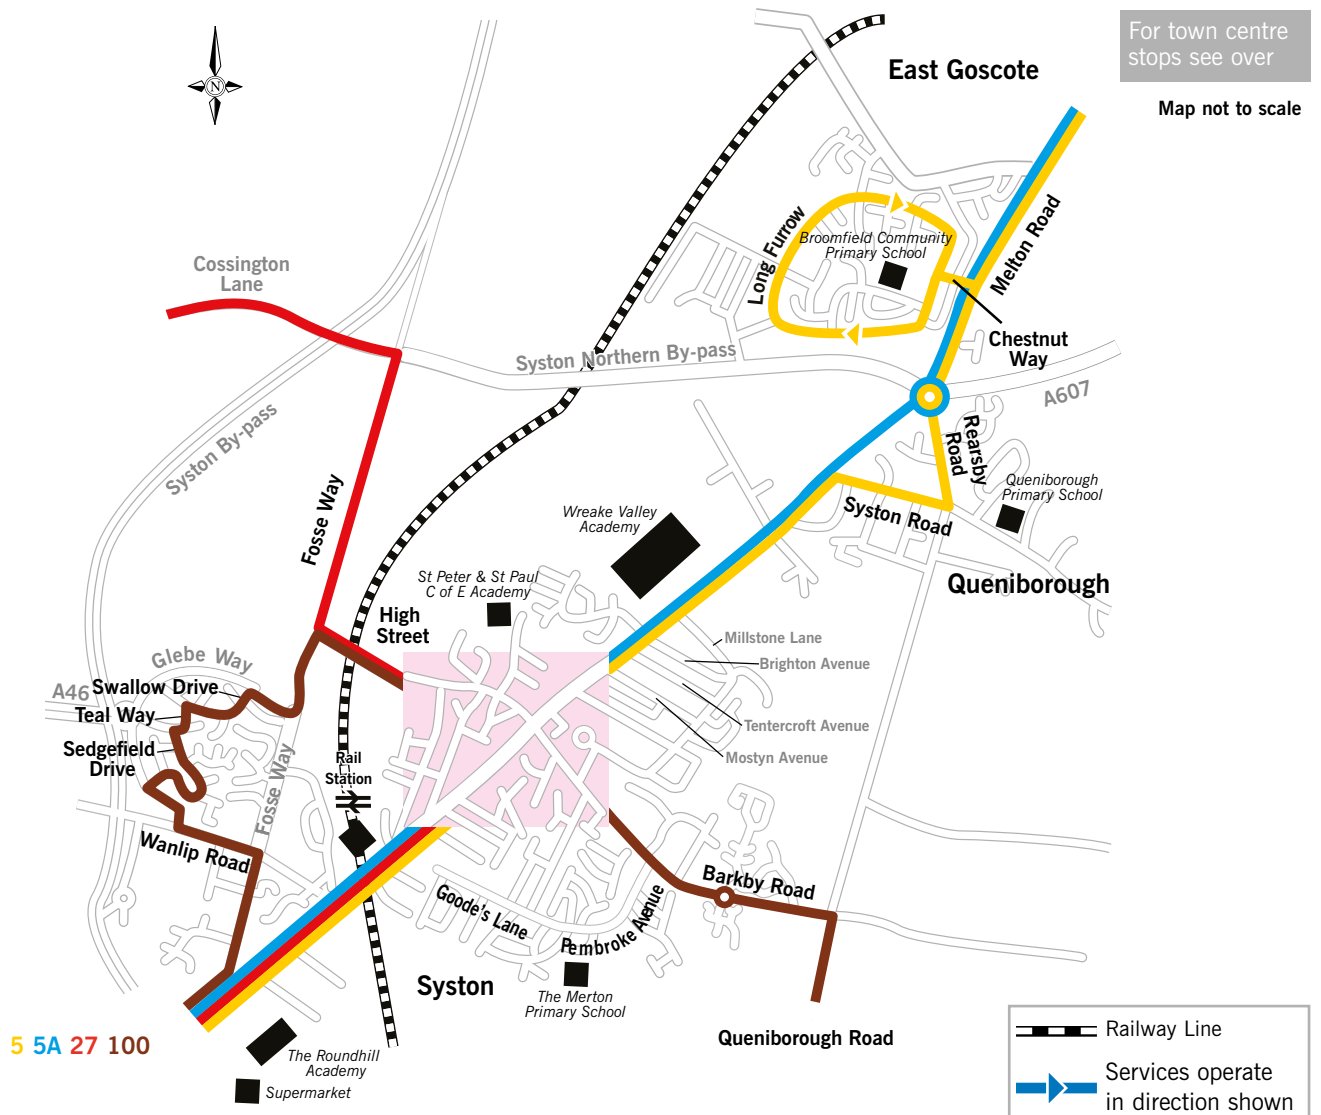 For town centre
stops see over
East Goscote
Map not to scale
N
Cossington
Lane
Long Furrow
Broomfield Community
Primary School
Melton Road
Chestnut
Way
Syston Northern By-pass
A607
Syston By-pass
Rearsby
Road
Queniborough
Primary School
Fosse Way
Wreake Valley
Academy
Syston Road
Queniborough
St Peter & St Paul
C of E Academy
High
Street
Millstone Lane
Brighton Avenue
Glebe Way
A46
Swallow Drive
Teal Way
Tentercroft Avenue
Sedgefield
Drive
Mostyn Avenue
Rail
Station
Fosse Way
Wanlip Road
Barkby Road
Goode's Lane
Pembroke Avenue
Syston
The Merton
Primary School
Queniborough Road
5 5A 27 100
The Roundhill
Academy
Supermarket
Railway Line
Services operate
in direction shown